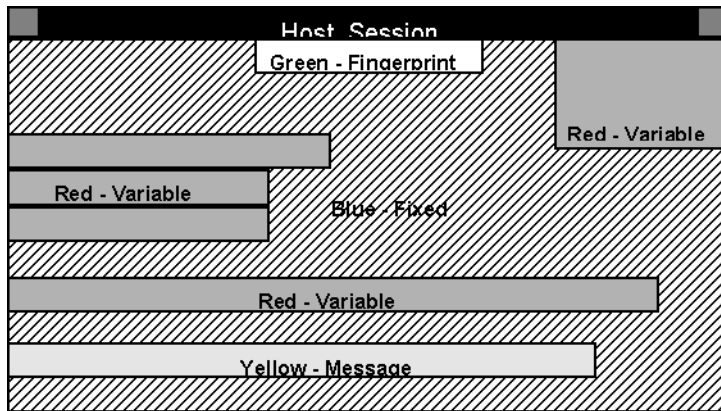 Host Session
Green - Fingerprint
Red - Variable
Red - Variable
Blue - Fixed
Red - Variable
Yellow - Message